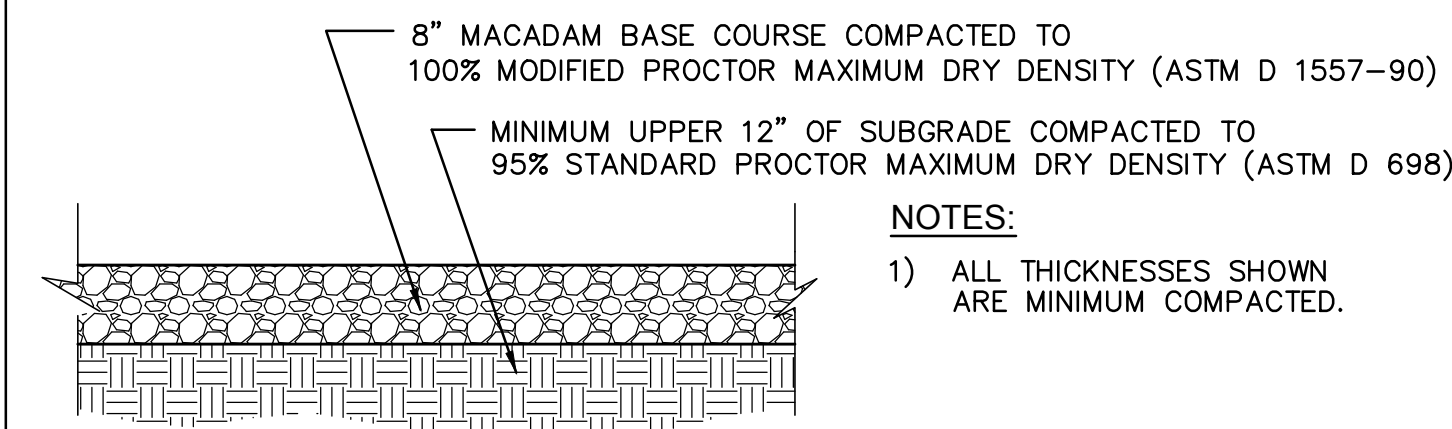 8” MACADAM BASE COURSE COMPACTED TO
100% MODIFIED PROCTOR MAXIMUM DRY DENSITY (ASTM D 1557–90)
MINIMUM UPPER 12” OF SUBGRADE COMPACTED TO
95% STANDARD PROCTOR MAXIMUM DRY DENSITY (ASTM D 698)
NOTES:
1) ALL THICKNESSES SHOWN
ARE MINIMUM COMPACTED.